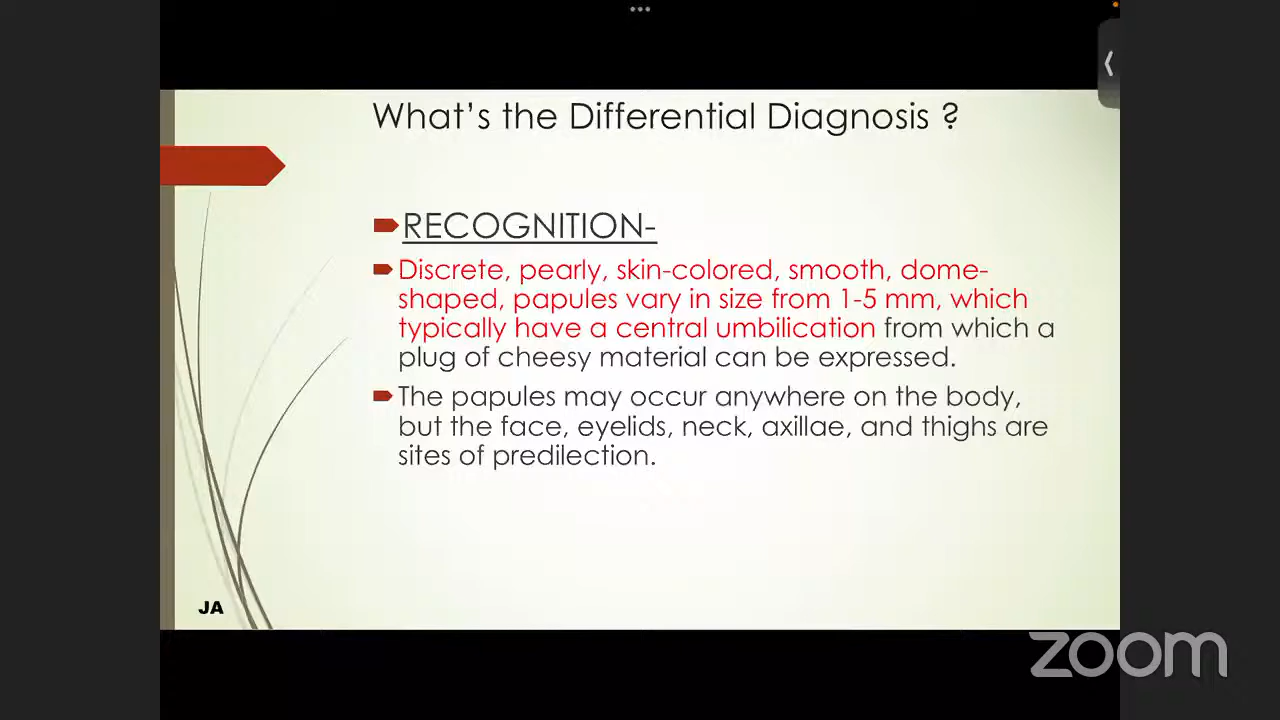 What's the Differential Diagnosis ?
RECOGNITION-
Discrete, pearly, skin-colored, smooth, dome-
shaped, papules vary in size from 1-5 mm, which
typically have a central umbilication from which a
plug of cheesy material can be expressed.
The papules may occur anywhere on the body,
but the face, eyelids, neck, axillae, and thighs are
sites of predilection.
JA
zoom